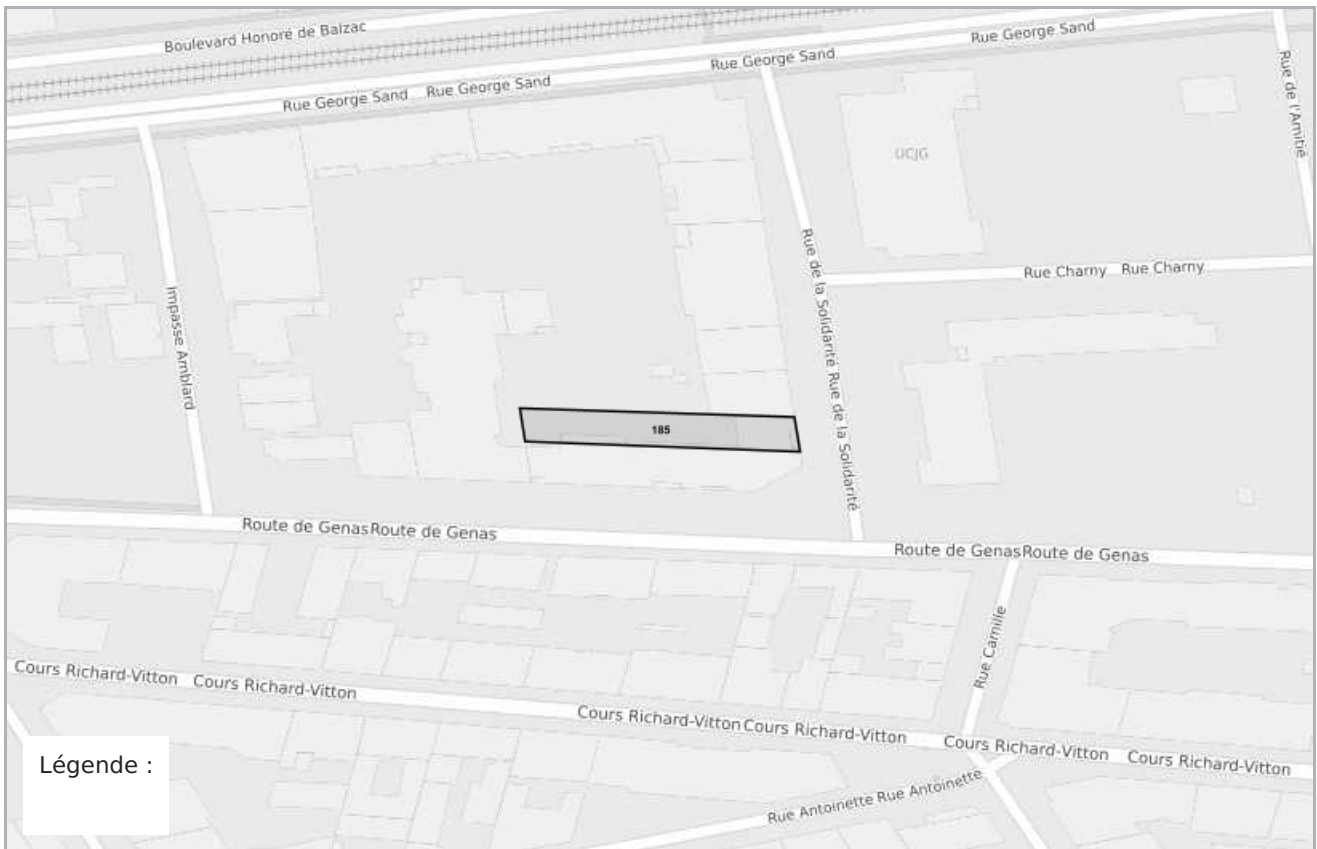 Boulevard Honoré de Balzac
Rue George Sand
Rue George Sand
Rue George Sand
Rue George Sand
Rue de l'Amitié
UCJG
Rue de la Solidarité
Rue de la Solidarité
Rue Charny
Rue Charny
Impasse Amblard
185
Route de Genas
Route de Genas
Route de Genas
Route de Genas
Rue Camille
Cours Richard-Vitton
Cours Richard-Vitton
Cours Richard-Vitton
Cours Richard-Vitton
Cours Richard-Vitton
Cours Richard-Vitton
Rue Antoinette
Rue Antoinette
Légende :